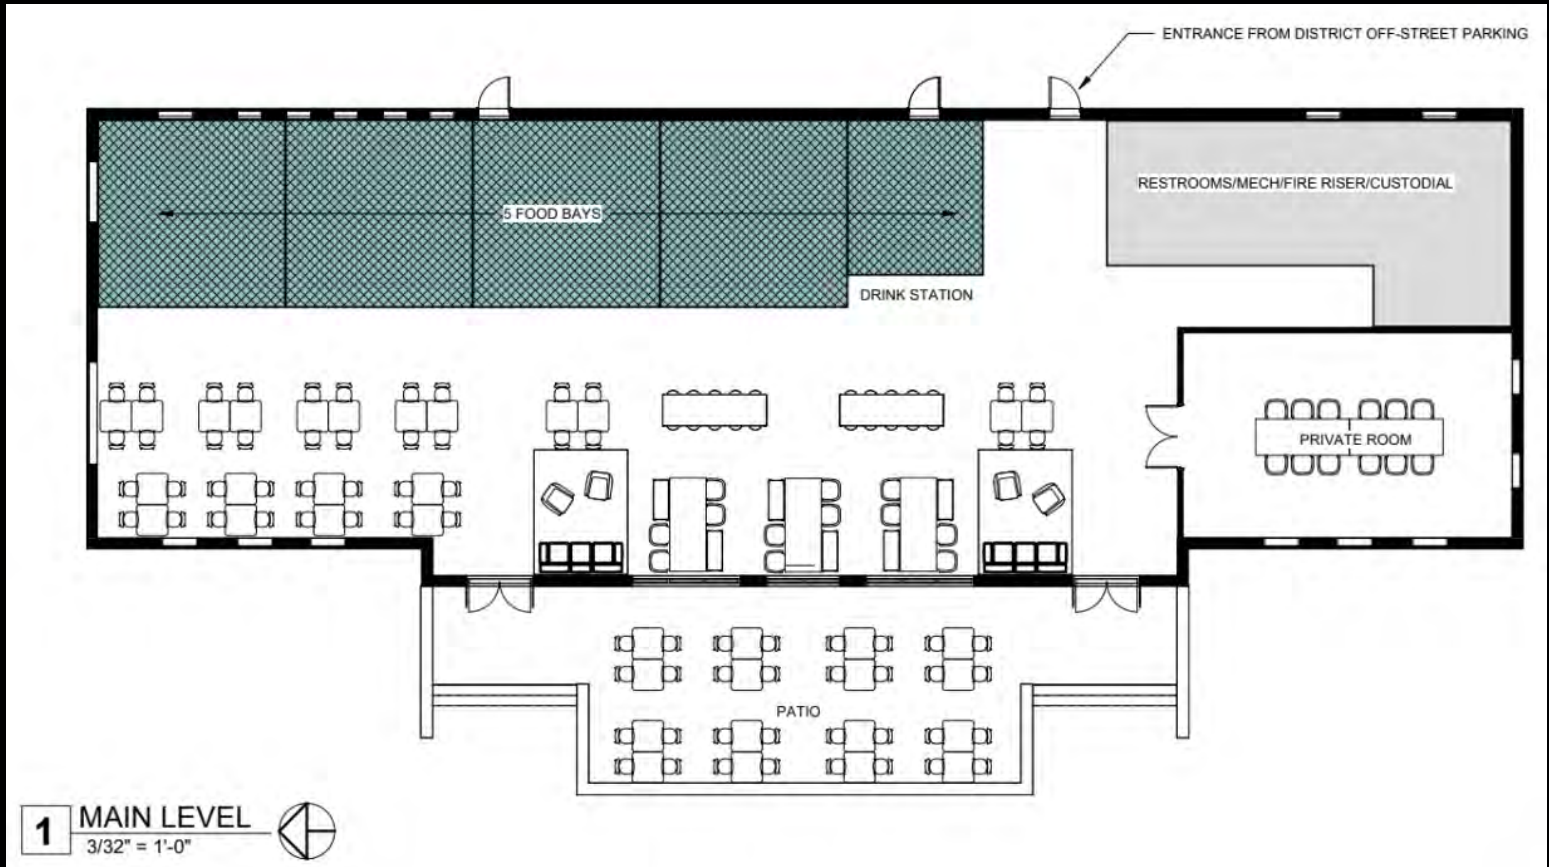 ENTRANCE FROM DISTRICT OFF-STREET PARKING
RESTROOMS/MECH/FIRE RISER/CUSTODIAL
5 FOOD BAYS
DRINK STATION
PRIVATE ROOM
PATIO
1 MAIN LEVEL
3/32" = 1'-0"